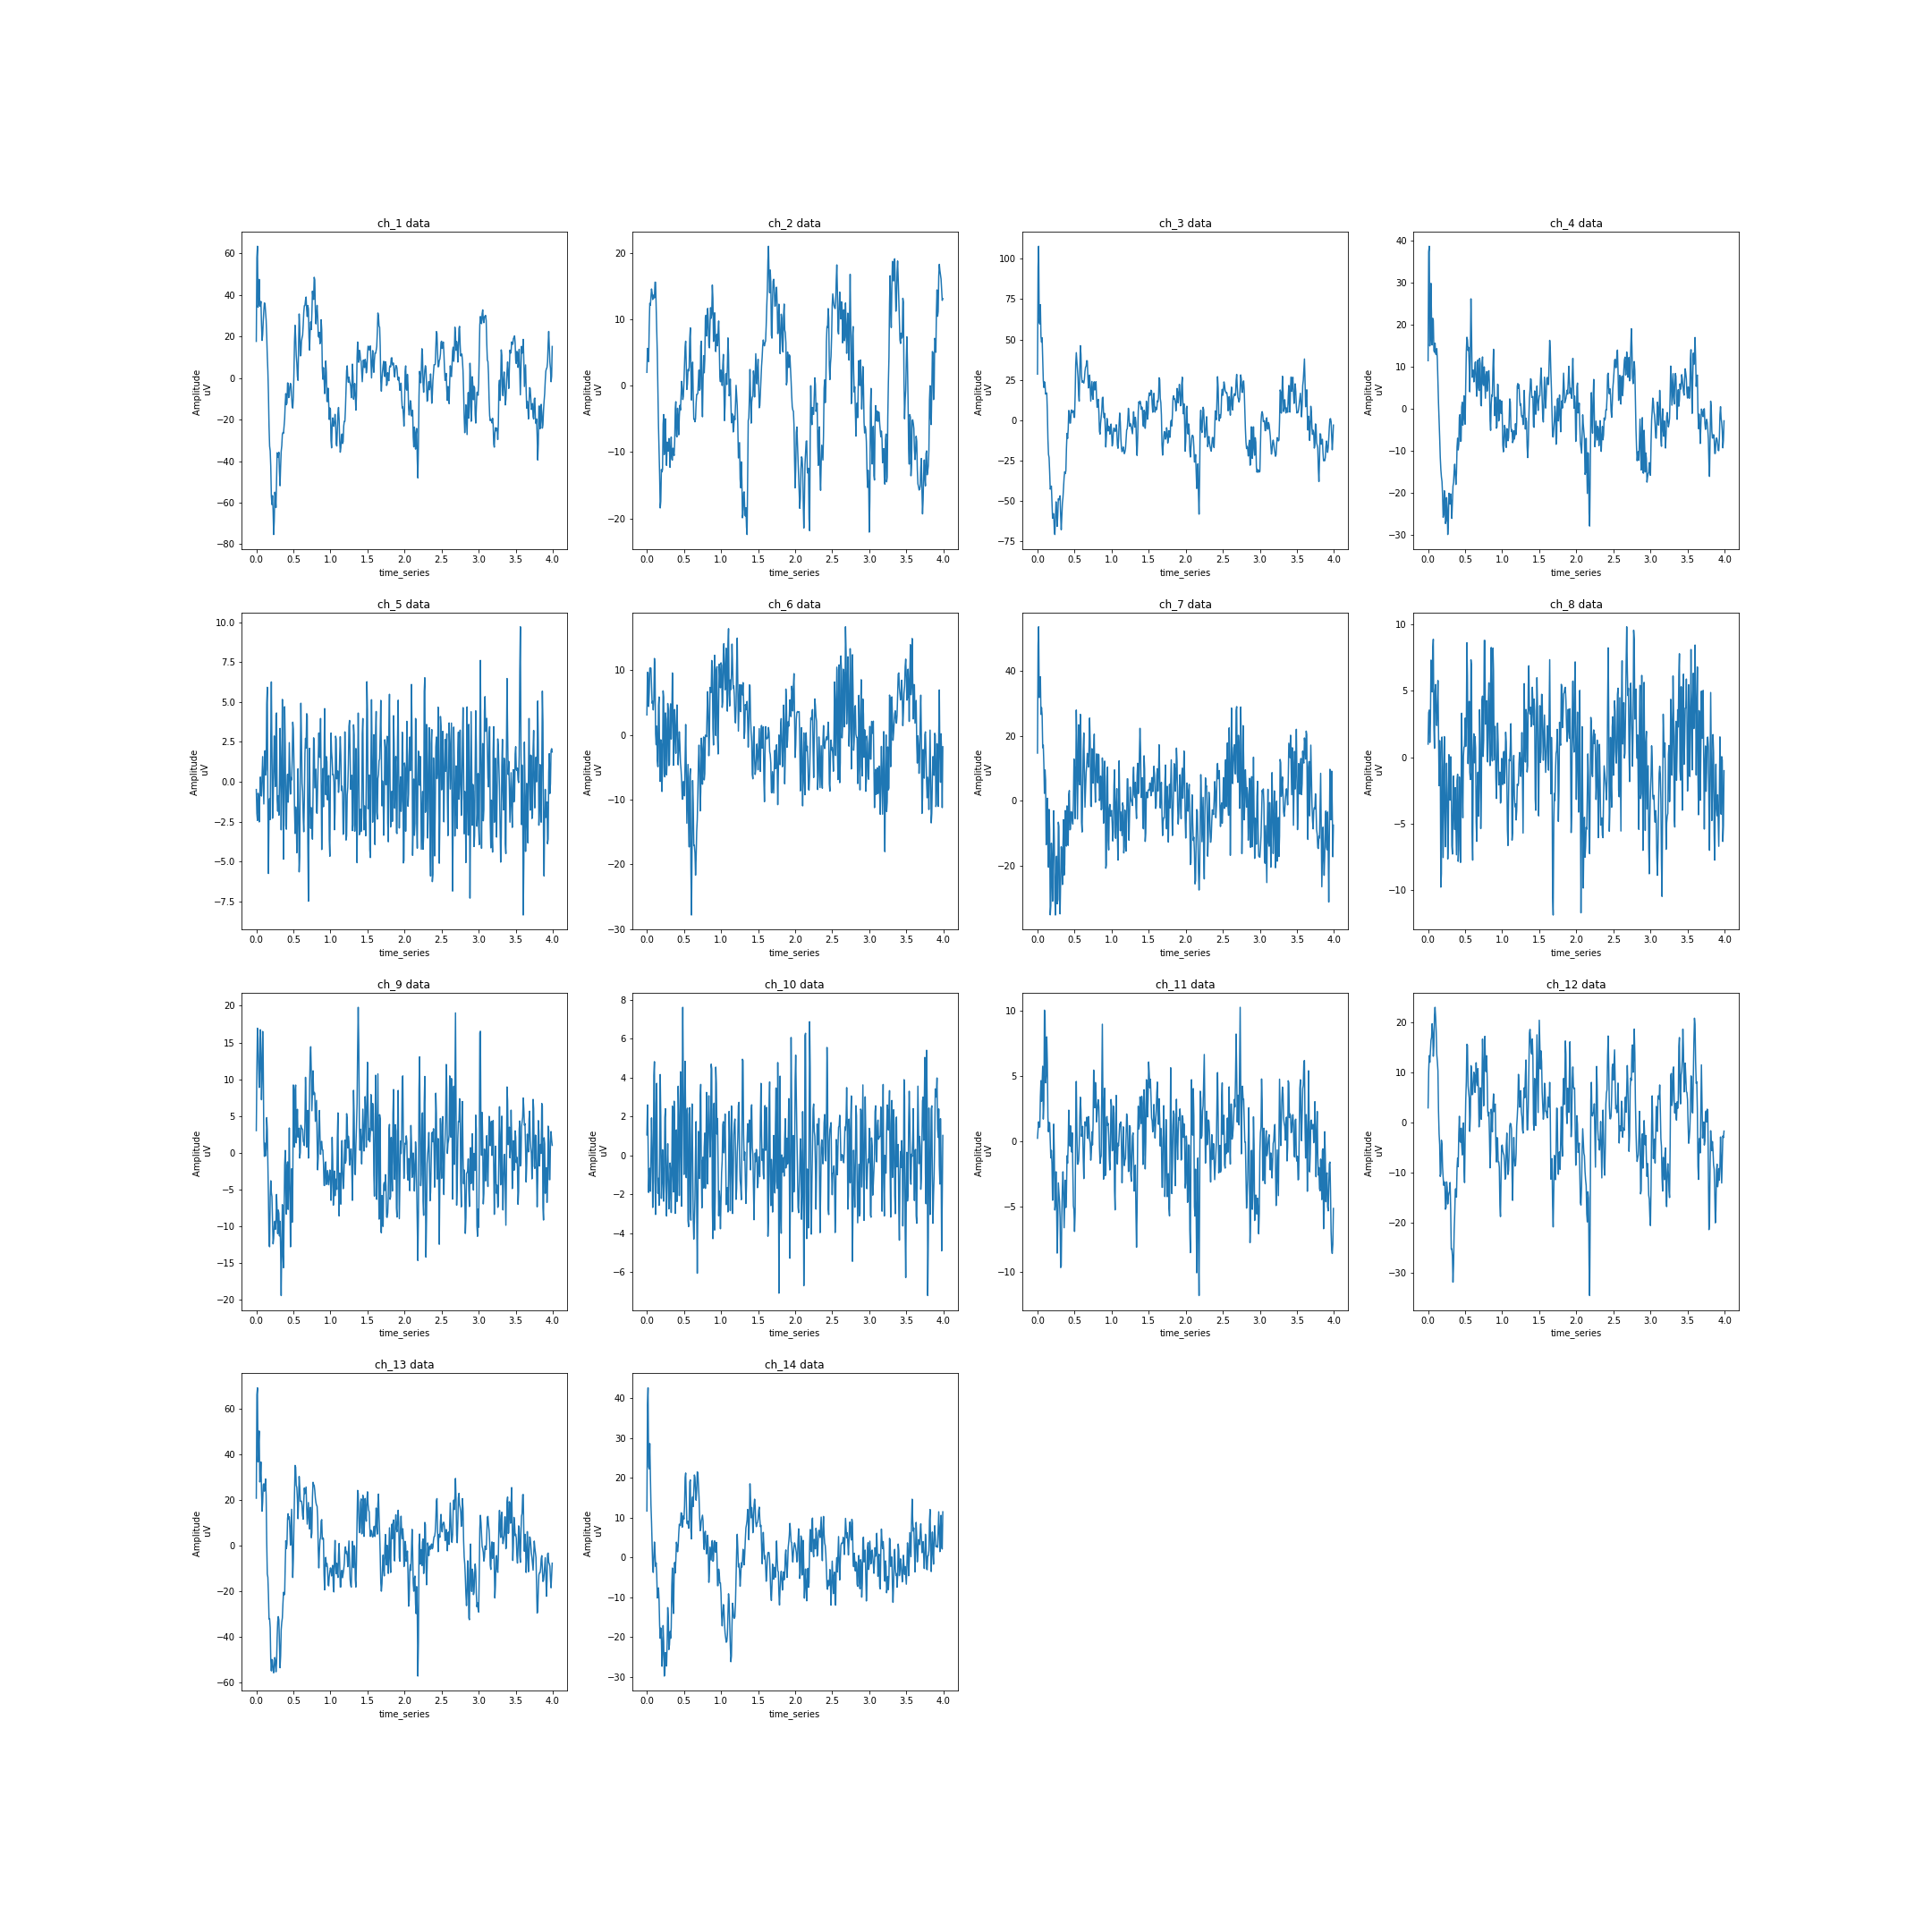 ch_1 data
60
40
20
0
−20
−40
−60
−80
Amplitude
uV
0.0 0.5 1.0 1.5 2.0 2.5 3.0 3.5 4.0
time_series
ch_2 data
20
10
0
−10
−20
Amplitude
uV
0.0 0.5 1.0 1.5 2.0 2.5 3.0 3.5 4.0
time_series
ch_3 data
100
75
50
25
0
−25
−50
−75
Amplitude
uV
0.0 0.5 1.0 1.5 2.0 2.5 3.0 3.5 4.0
time_series
ch_4 data
40
30
20
10
0
−10
−20
−30
Amplitude
uV
0.0 0.5 1.0 1.5 2.0 2.5 3.0 3.5 4.0
time_series
ch_5 data
10.0
7.5
5.0
2.5
0.0
−2.5
−5.0
−7.5
Amplitude
uV
0.0 0.5 1.0 1.5 2.0 2.5 3.0 3.5 4.0
time_series
ch_6 data
10
0
−10
−20
−30
Amplitude
uV
0.0 0.5 1.0 1.5 2.0 2.5 3.0 3.5 4.0
time_series
ch_7 data
40
20
0
−20
Amplitude
uV
0.0 0.5 1.0 1.5 2.0 2.5 3.0 3.5 4.0
time_series
ch_8 data
10
5
0
−5
−10
Amplitude
uV
0.0 0.5 1.0 1.5 2.0 2.5 3.0 3.5 4.0
time_series
ch_9 data
20
15
10
5
0
−5
−10
−15
−20
Amplitude
uV
0.0 0.5 1.0 1.5 2.0 2.5 3.0 3.5 4.0
time_series
ch_10 data
8
6
4
2
0
−2
−4
−6
Amplitude
uV
0.0 0.5 1.0 1.5 2.0 2.5 3.0 3.5 4.0
time_series
ch_11 data
10
5
0
−5
−10
Amplitude
uV
0.0 0.5 1.0 1.5 2.0 2.5 3.0 3.5 4.0
time_series
ch_12 data
20
10
0
−10
−20
−30
Amplitude
uV
0.0 0.5 1.0 1.5 2.0 2.5 3.0 3.5 4.0
time_series
ch_13 data
60
40
20
0
−20
−40
−60
Amplitude
uV
0.0 0.5 1.0 1.5 2.0 2.5 3.0 3.5 4.0
time_series
ch_14 data
40
30
20
10
0
−10
−20
−30
Amplitude
uV
0.0 0.5 1.0 1.5 2.0 2.5 3.0 3.5 4.0
time_series